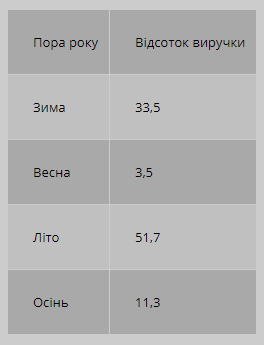 Пора року Відсоток виручки
Зима 33,5
Весна 3,5
Літо 51,7
Осінь 11,3